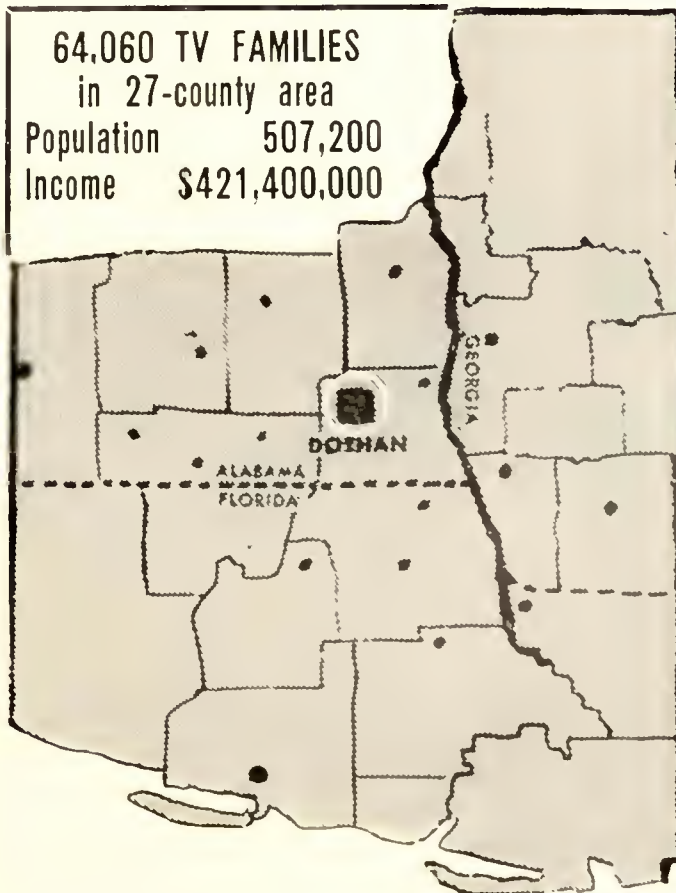 64,060 TV FAMILIES
in 27-county area
Population 507,200
Income $421,400,000
GEORGIA
DOTHAN
ALABAMA
FLORIDA